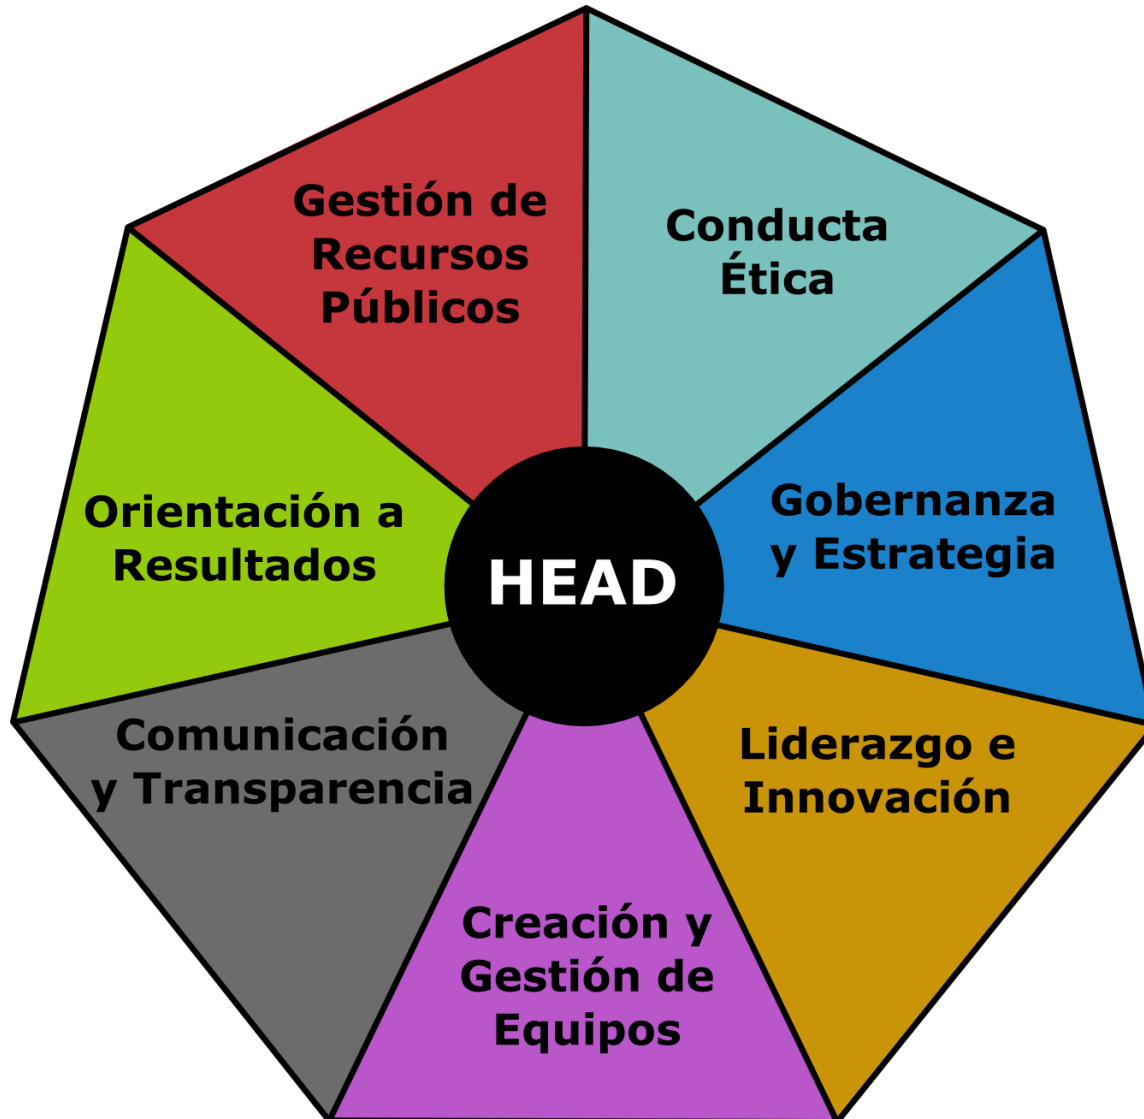 Gestión de
Recursos
Públicos
Conducta
Ética
Orientación a
Resultados
HEAD
Gobernanza
y Estrategia
Comunicación
y Transparencia
Liderazgo e
Innovación
Creación y
Gestión de
Equipos